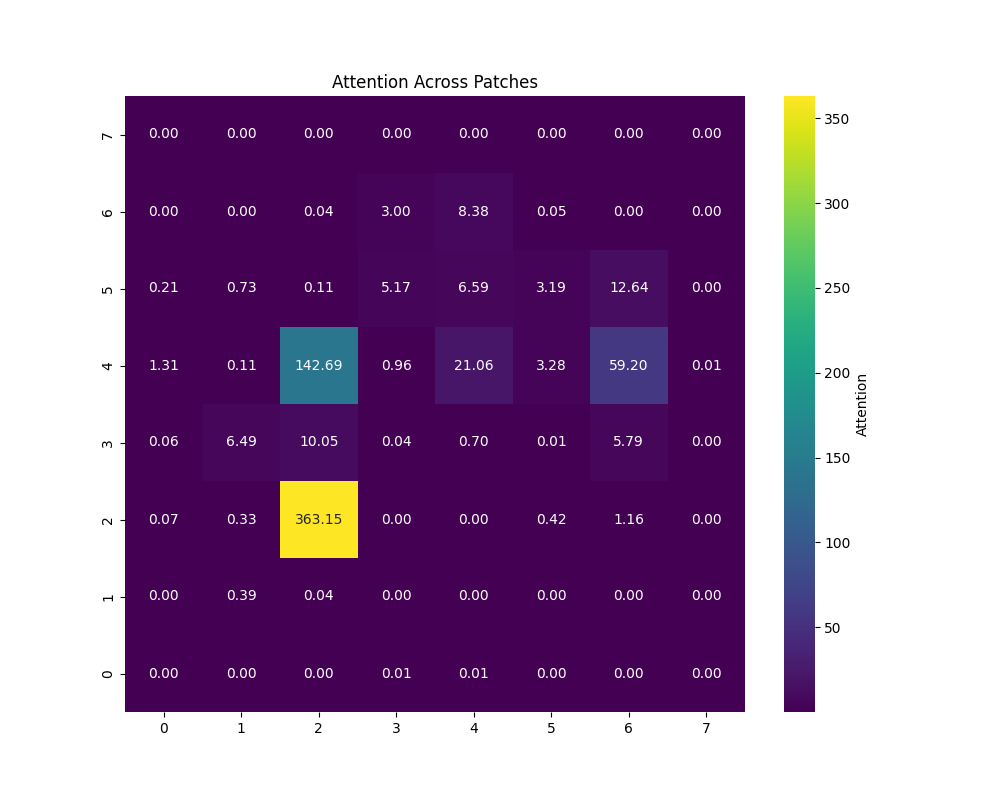 Attention Across Patches
7 0.00 0.00 0.00 0.00 0.00 0.00 0.00 0.00
6 0.00 0.00 0.04 3.00 8.38 0.05 0.00 0.00
5 0.21 0.73 0.11 5.17 6.59 3.19 12.64 0.00
4 1.31 0.11 142.69 0.96 21.06 3.28 59.20 0.01
3 0.06 6.49 10.05 0.04 0.70 0.01 5.79 0.00
2 0.07 0.33 363.15 0.00 0.00 0.42 1.16 0.00
1 0.00 0.39 0.04 0.00 0.00 0.00 0.00 0.00
0 0.00 0.00 0.00 0.01 0.01 0.00 0.00 0.00
0 1 2 3 4 5 6 7
350
300
250
200
150
100
50
Attention